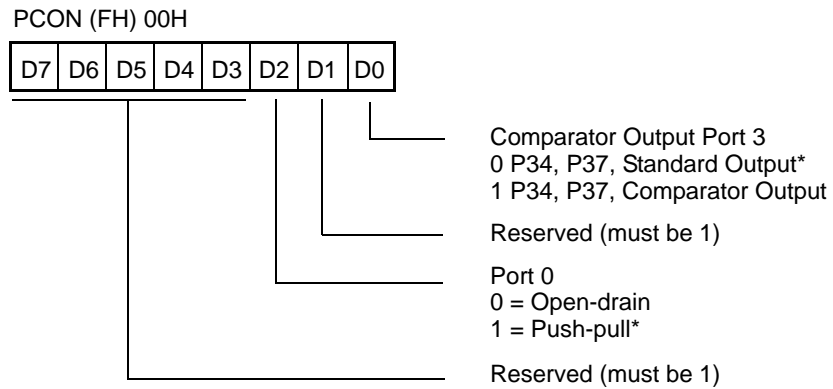 PCON (FH) 00H
D7 D6 D5 D4 D3 D2 D1 D0
Comparator Output Port 3
0 P34, P37, Standard Output*
1 P34, P37, Comparator Output
Reserved (must be 1)
Port 0
0 = Open-drain
1 = Push-pull*
Reserved (must be 1)